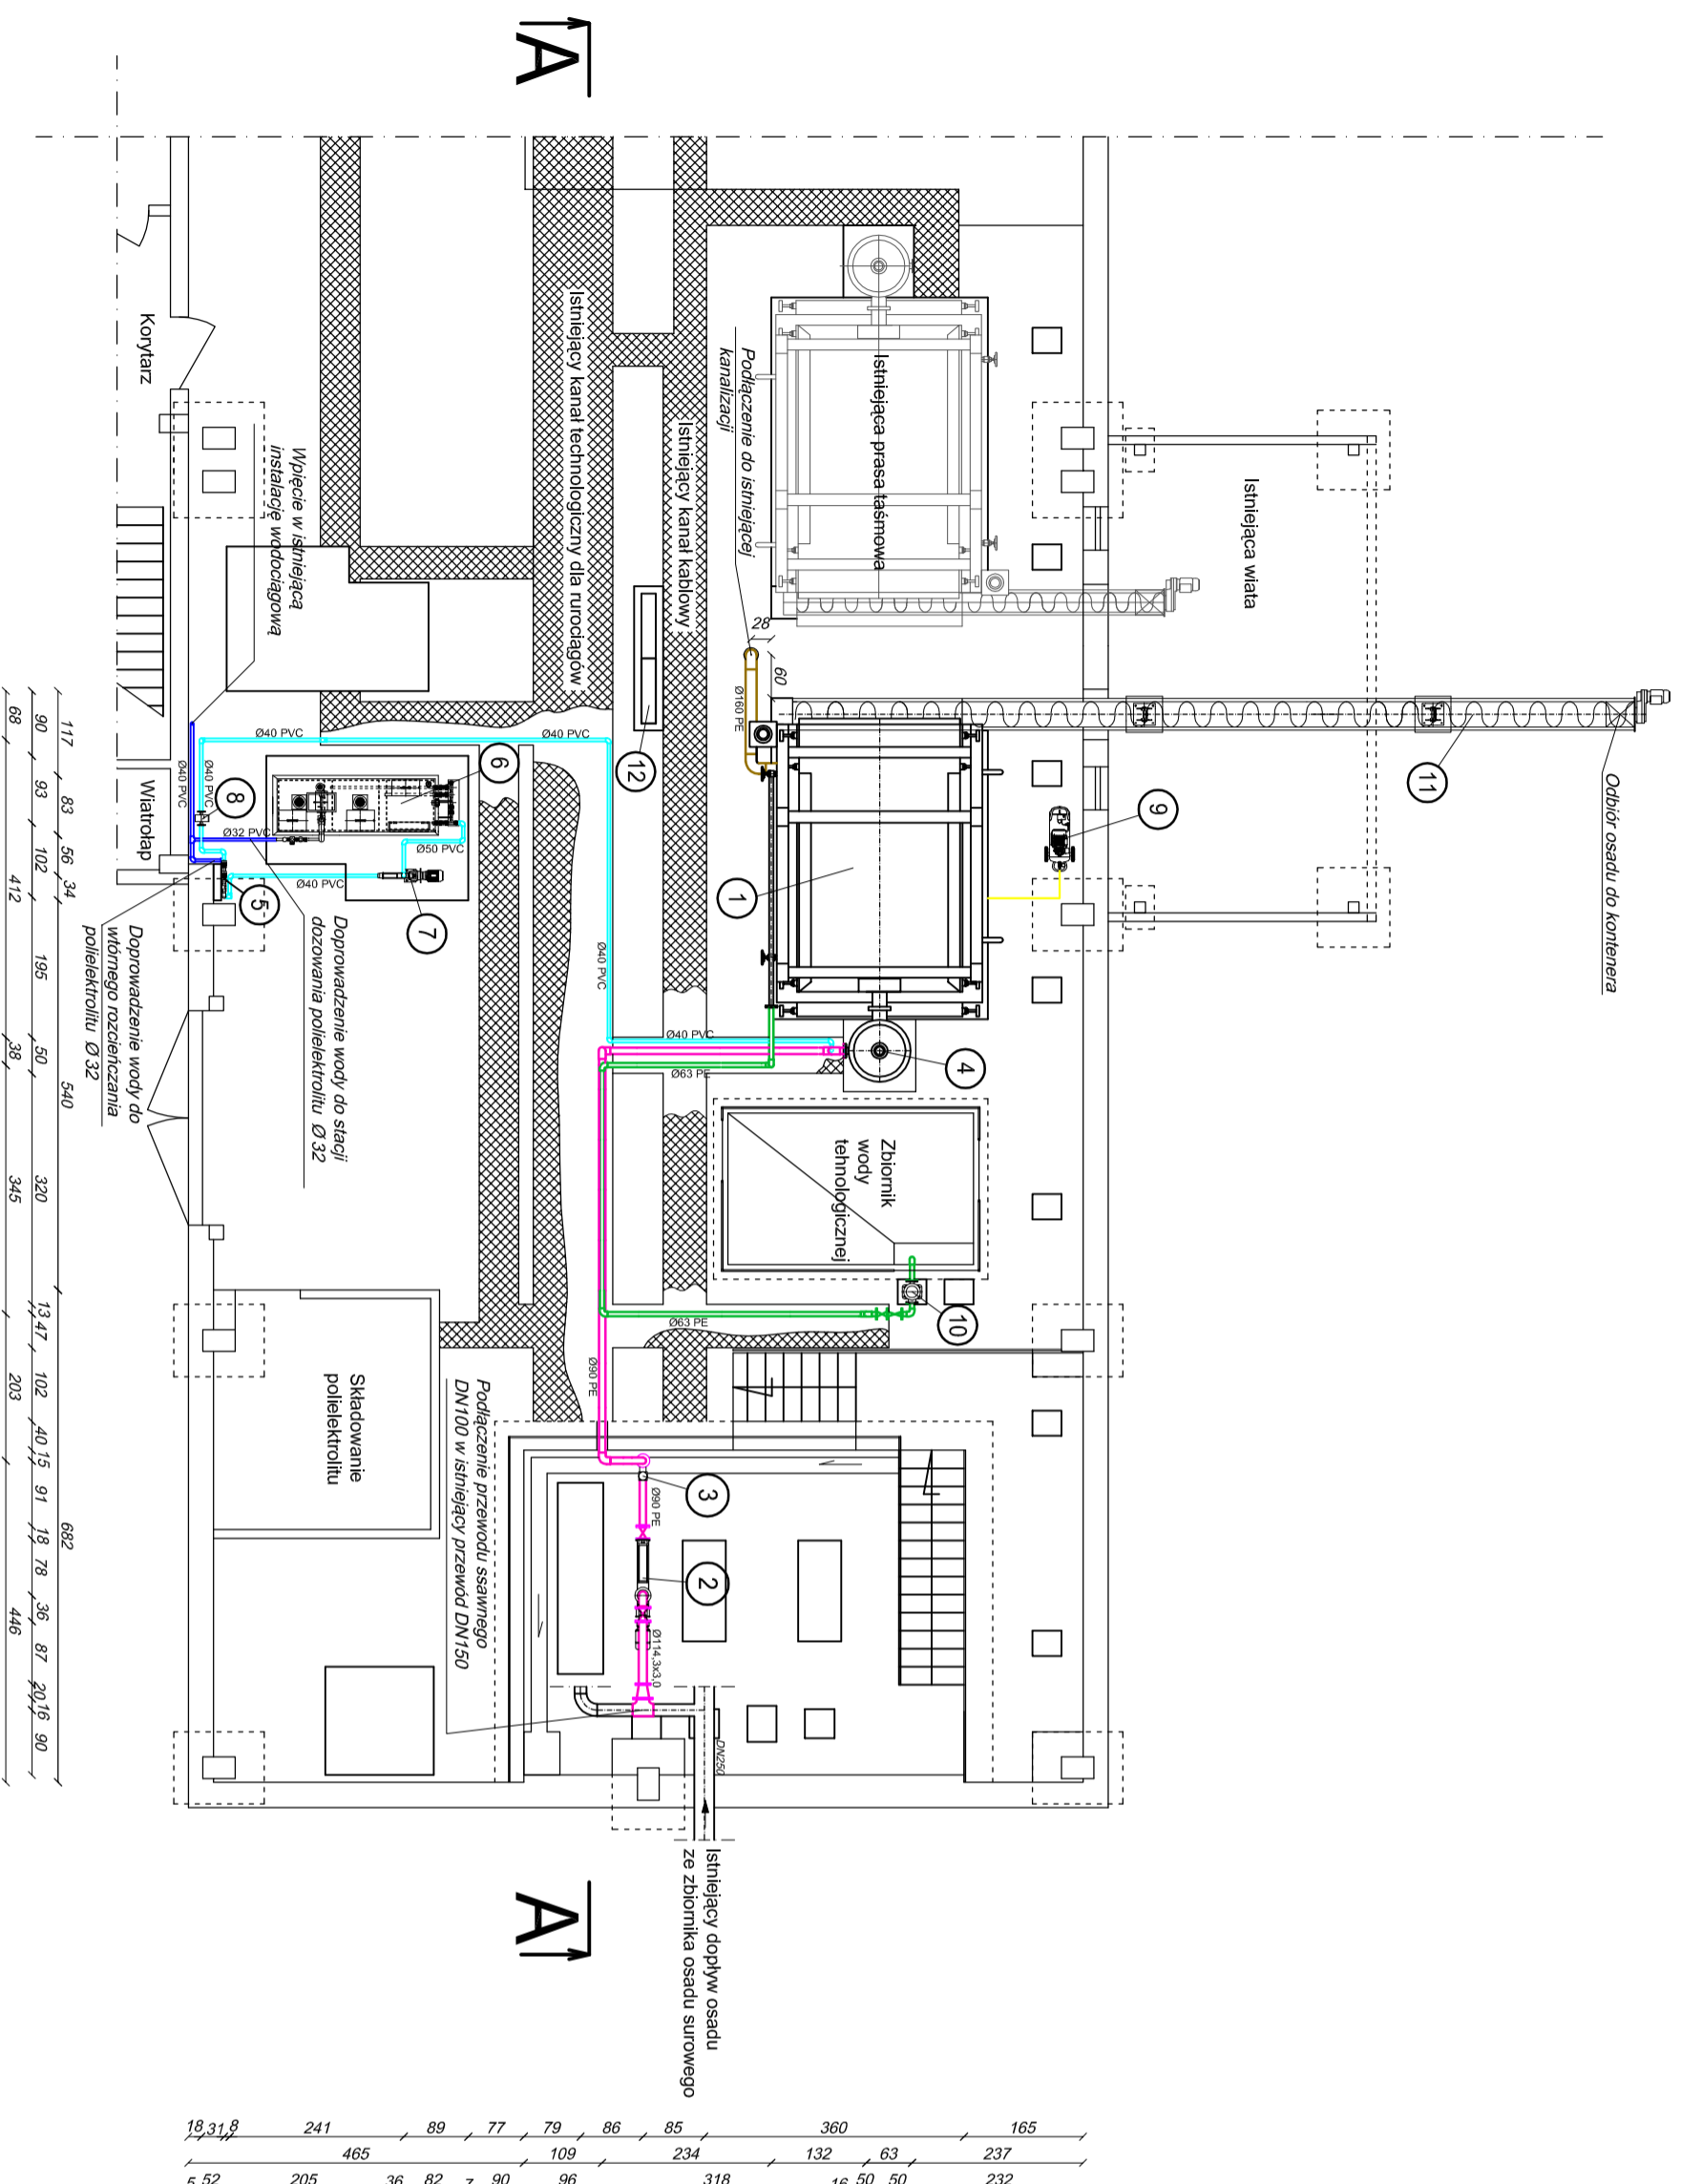 A
A
Korytarz
Wiatrołap
Wpięcie w istniejącą
instalację wodociągową
Istniejący kanał technologiczny dla rurociągów
Istniejący kanał kablowy
Podłączenie do istniejącej
kanalizacji
Istniejąca prasa taśmowa
Istniejąca wiata
Odbiór osadu do kontenera
28
60
Ø160 PE
1
2
3
4
5
6
7
8
9
10
11
12
Ø40 PVC
Ø40 PVC
Ø40 PVC
Ø40 PVC
Ø32 PVC
Ø50 PVC
Ø40 PVC
Ø40 PVC
Ø40 PVC
Ø63 PE
Ø63 PE
Ø90 PE
Ø90 PE
Ø114,3x3,0
DN250
Doprowadzenie wody do
wtórnego rozcieńczania
polielektrolitu Ø32
Doprowadzenie wody do stacji
dozowania polielektrolitu Ø32
Zbiornik
wody
tehnologicznej
Składowanie
polielektrolitu
Podłączenie przewodu ssawnego
DN100 w istniejący przewód DN150
Istniejący dopływ osadu
ze zbiornika osadu surowego
117 83 56 34 540 682
90 93 102 195 50 320 13 47 102 40 15 91 18 78 36 87 20 16 90
68 412 38 345 203 446
18 31 8 241 89 77 79 86 85 360 165
465 109 234 132 63 237
5 52 205 36 82 7 90 96 318 16 50 50 232